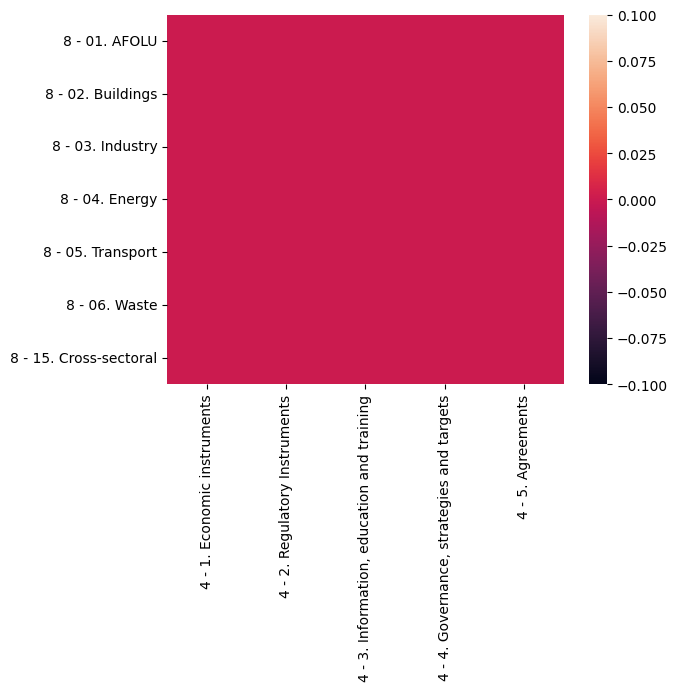 8 - 01. AFOLU
8 - 02. Buildings
8 - 03. Industry
8 - 04. Energy
8 - 05. Transport
8 - 06. Waste
8 - 15. Cross-sectoral
4 - 1. Economic instruments
4 - 2. Regulatory Instruments
4 - 3. Information, education and training
4 - 4. Governance, strategies and targets
4 - 5. Agreements
0.100
0.075
0.050
0.025
0.000
−0.025
−0.050
−0.075
−0.100